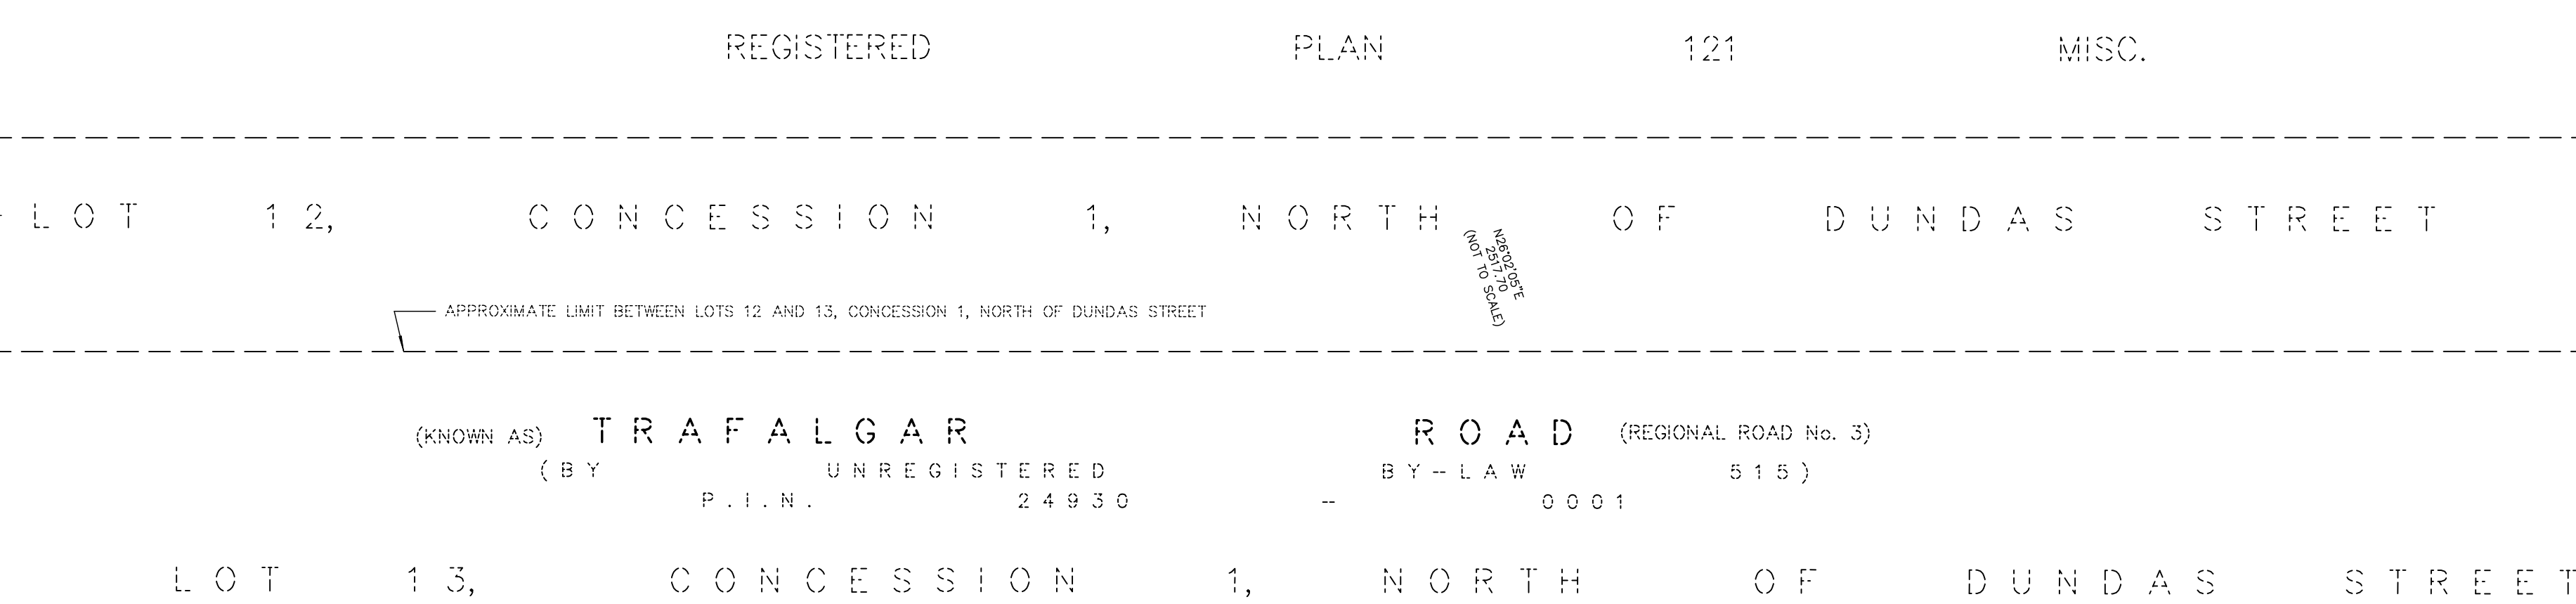 REGISTERED PLAN 121 MISC.
LOT 12, CONCESSION 1, NORTH OF DUNDAS STREET
N26°02'05"E
2517.70
(NOT TO SCALE)
APPROXIMATE LIMIT BETWEEN LOTS 12 AND 13, CONCESSION 1, NORTH OF DUNDAS STREET
(KNOWN AS) TRAFALGAR ROAD (REGIONAL ROAD No. 3)
(BY UNREGISTERED BY-LAW 515)
P.I.N. 24930 - 0001
LOT 13, CONCESSION 1, NORTH OF DUNDAS STREET